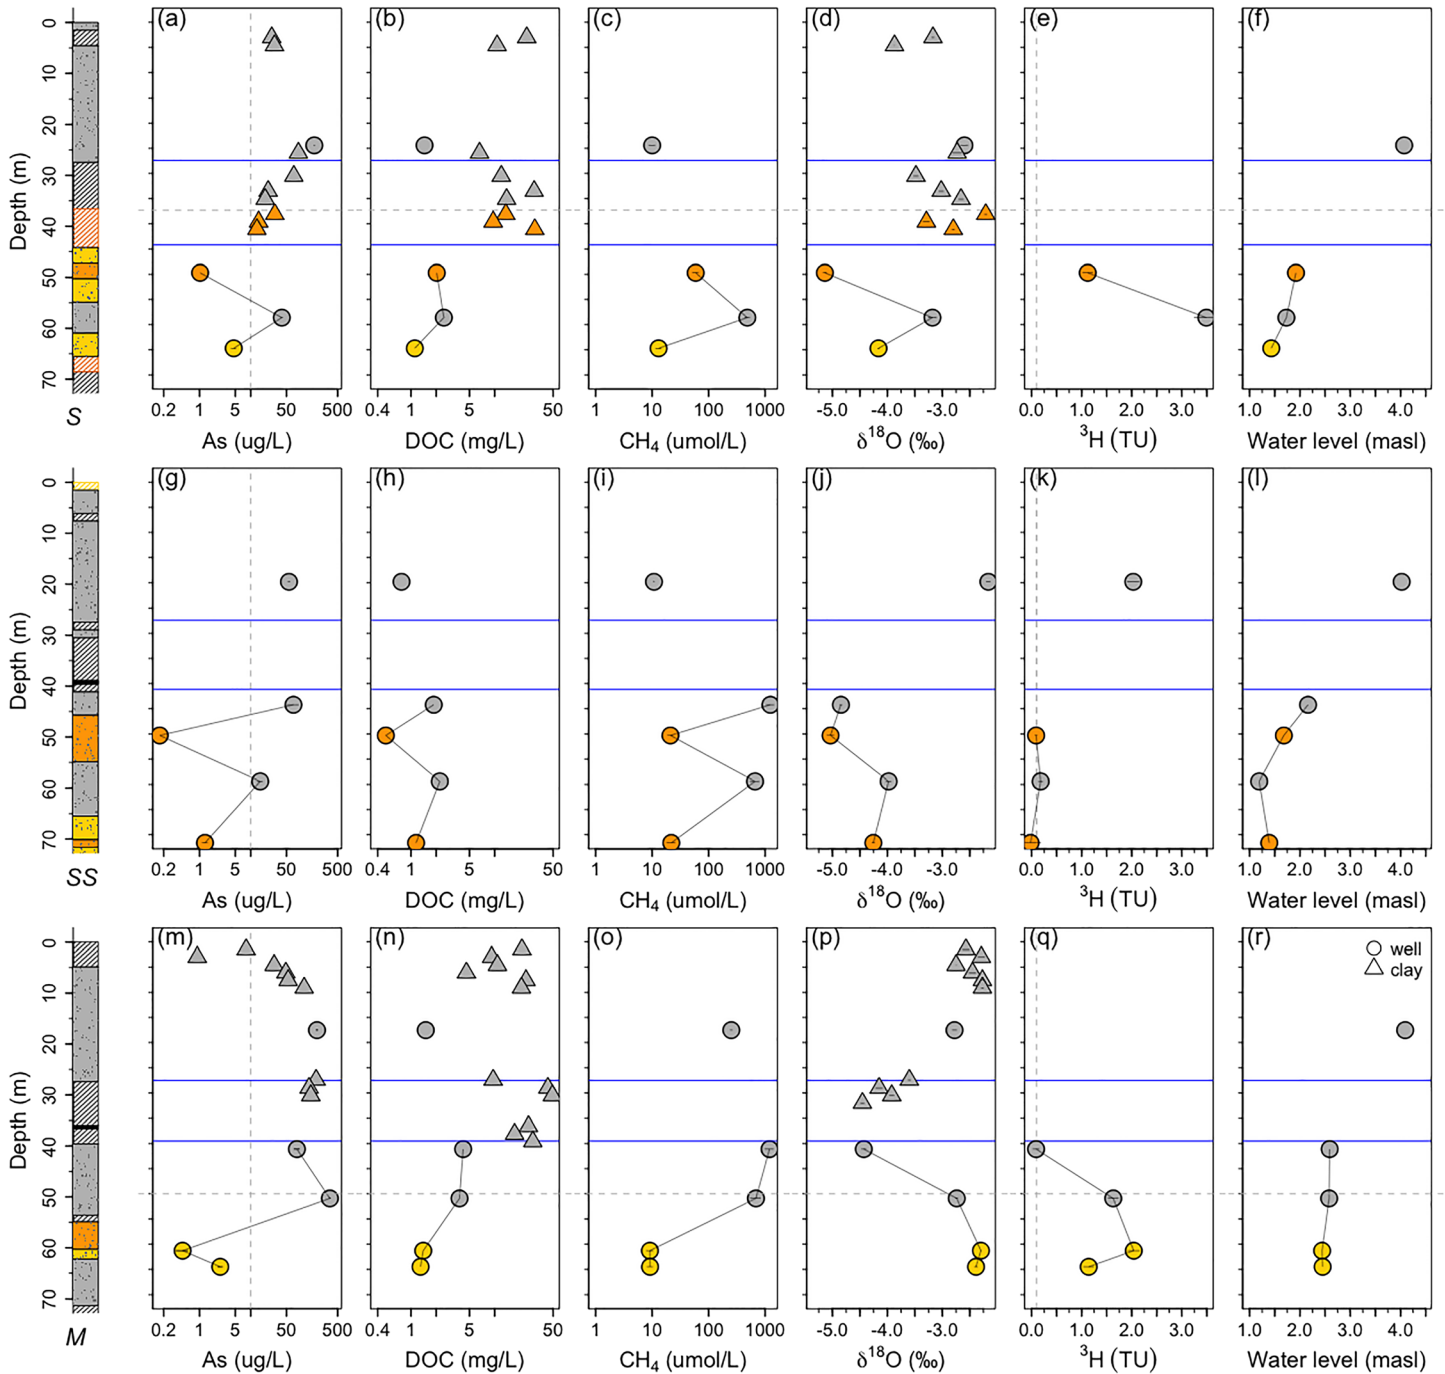 (a) (b) (c) (d) (e) (f)
0 10 20 30 40 50 60 70
Depth (m)
S
0.2 1 5 50 500
0.4 1 5 50
1 10 100 1000
-5.0 -4.0 -3.0
0.0 1.0 2.0 3.0
1.0 2.0 3.0 4.0
As (ug/L) DOC (mg/L) CH4 (umol/L) δ18O (‰) 3H (TU) Water level (masl)
(g) (h) (i) (j) (k) (l)
0 10 20 30 40 50 60 70
Depth (m)
SS
0.2 1 5 50 500
0.4 1 5 50
1 10 100 1000
-5.0 -4.0 -3.0
0.0 1.0 2.0 3.0
1.0 2.0 3.0 4.0
As (ug/L) DOC (mg/L) CH4 (umol/L) δ18O (‰) 3H (TU) Water level (masl)
(m) (n) (o) (p) (q) (r)
well
clay
0 10 20 30 40 50 60 70
Depth (m)
M
0.2 1 5 50 500
0.4 1 5 50
1 10 100 1000
-5.0 -4.0 -3.0
0.0 1.0 2.0 3.0
1.0 2.0 3.0 4.0
As (ug/L) DOC (mg/L) CH4 (umol/L) δ18O (‰) 3H (TU) Water level (masl)